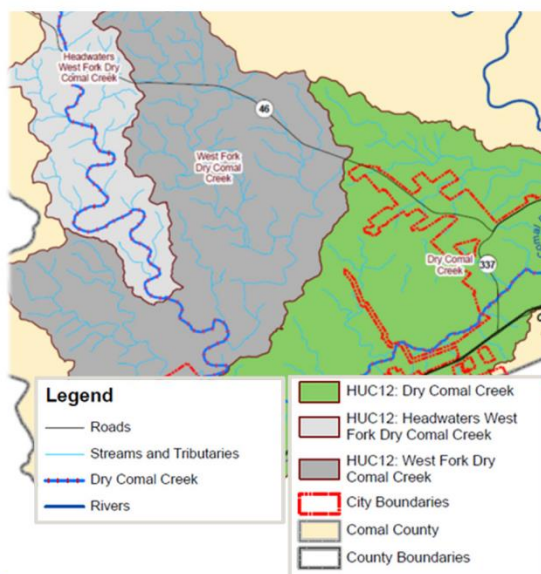 Headwaters
West Fork Dry
Comal Creek
46
West Fork
Dry Comal
Creek
Dry Comal
Creek
337
Legend
Roads
Streams and Tributaries
Dry Comal Creek
Rivers
HUC12: Dry Comal Creek
HUC12: Headwaters West
Fork Dry Comal Creek
HUC12: West Fork Dry
Comal Creek
City Boundaries
Comal County
County Boundaries